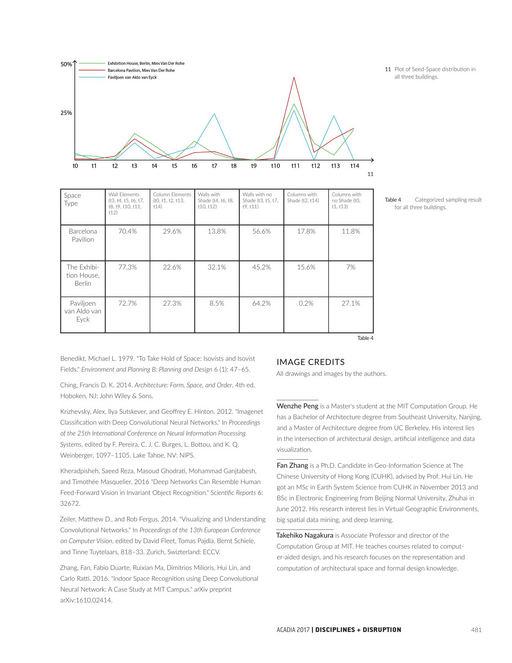 50%
25%
Exhibition House, Berlin, Mies Van Der Rohe
Barcelona Pavilion, Mies Van Der Rohe
Paviljoen van Aldo van Eyck
t0 t1 t2 t3 t4 t5 t6 t7 t8 t9 t10 t11 t12 t13 t14
11
11 Plot of Seed-Space distribution in
all three buildings.
Space Type
Wall Elements (t3, t4, t5, t6, t7, t8, t9, t10, t11, t12)
Column Elements (t0, t1, t2, t13, t14)
Walls with Shade (t4, t6, t8, t10, t12)
Walls with no Shade (t3, t5, t7, t9, t11)
Columns with Shade (t2, t14)
Columns with no Shade (t0, t1, t13)
Barcelona Pavilion 70.4% 29.6% 13.8% 56.6% 17.8% 11.8%
The Exhibi-
tion House, Berlin 77.3% 22.6% 32.1% 45.2% 15.6% 7%
Paviljoen van Aldo van Eyck 72.7% 27.3% 8.5% 64.2% 0.2% 27.1%
Table 4
Table 4 Categorized sampling result
for all three buildings.
Benedikt, Michael L. 1979. "To Take Hold of Space: Isovists and Isovist
Fields." Environment and Planning B: Planning and Design 6 (1): 47–65.
Ching, Francis D. K. 2014. Architecture: Form, Space, and Order, 4th ed.
Hoboken, NJ: John Wiley & Sons.
Krizhevsky, Alex, Ilya Sutskever, and Geoffrey E. Hinton. 2012. "Imagenet
Classification with Deep Convolutional Neural Networks." In Proceedings
of the 25th International Conference on Neural Information Processing
Systems, edited by F. Pereira, C. J. C. Burges, L. Bottou, and K. Q.
Weinberger, 1097–1105. Lake Tahoe, NV: NIPS.
Kheradpisheh, Saeed Reza, Masoud Ghodrati, Mohammad Ganjtabesh,
and Timothée Masquelier. 2016 "Deep Networks Can Resemble Human
Feed-Forward Vision in Invariant Object Recognition." Scientific Reports 6:
32672.
Zeiler, Matthew D., and Rob Fergus. 2014. "Visualizing and Understanding
Convolutional Networks." In Proceedings of the 13th European Conference
on Computer Vision, edited by David Fleet, Tomas Pajdla, Bernt Schiele,
and Tinne Tuytelaars, 818–33. Zurich, Swizterland: ECCV.
Zhang, Fan, Fabio Duarte, Ruixian Ma, Dimitrios Milioris, Hui Lin, and
Carlo Ratti. 2016. "Indoor Space Recognition using Deep Convolutional
Neural Network: A Case Study at MIT Campus." arXiv preprint
arXiv:1610.02414.
IMAGE CREDITS
All drawings and images by the authors.
Wenzhe Peng is a Master's student at the MIT Computation Group. He
has a Bachelor of Architecture degree from Southeast University, Nanjing,
and a Master of Architecture degree from UC Berkeley. His interest lies
in the intersection of architectural design, artificial intelligence and data
visualization.
Fan Zhang is a Ph.D. Candidate in Geo-Information Science at The
Chinese University of Hong Kong (CUHK), advised by Prof. Hui Lin. He
got an MSc in Earth System Science from CUHK in November 2013 and
BSc in Electronic Engineering from Beijing Normal University, Zhuhai in
June 2012. His research interest lies in Virtual Geographic Environments,
big spatial data mining, and deep learning.
Takehiko Nagakura is Associate Professor and director of the
Computation Group at MIT. He teaches courses related to comput-
er-aided design, and his research focuses on the representation and
computation of architectural space and formal design knowledge.
ACADIA 2017 | DISCIPLINES + DISRUPTION 481